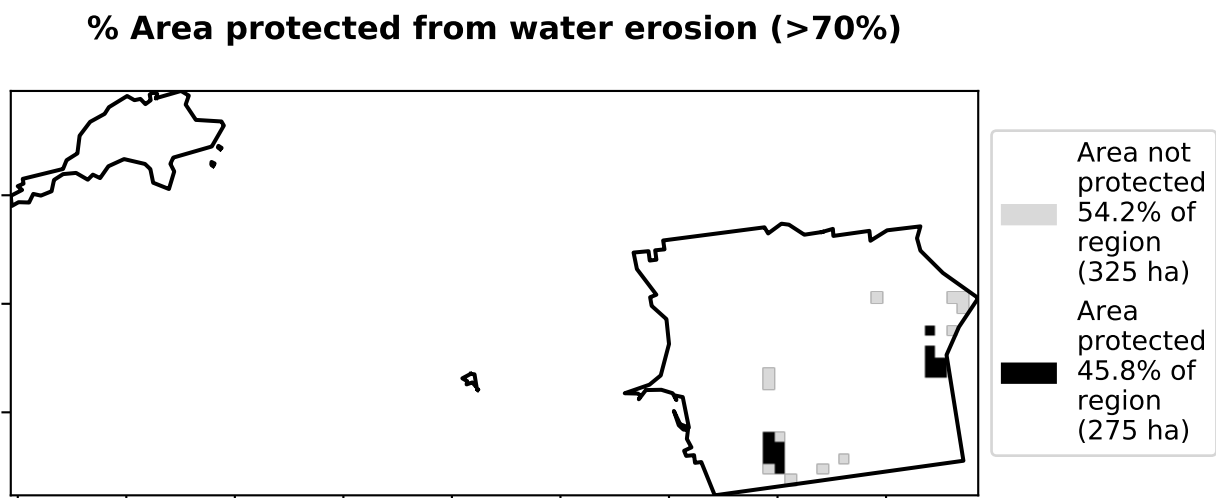 % Area protected from water erosion (>70%)
Area not
protected
54.2% of
region
(325 ha)
Area
protected
45.8% of
region
(275 ha)